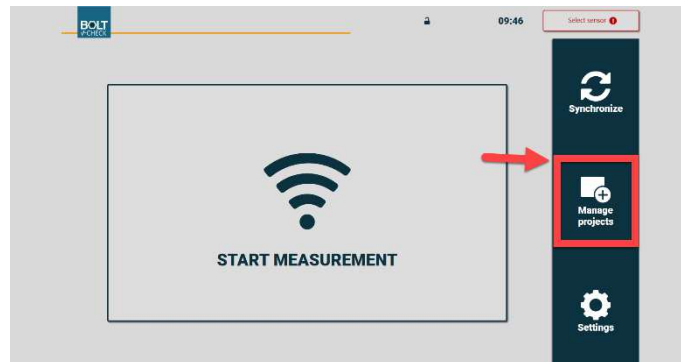 BOLT
CHECK
09:46
Select sensor
Synchronize
START MEASUREMENT
Manage
projects
Settings